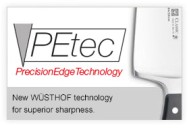 PEtec
PrecisionEdgeTechnology
New WÜSTHOF technology
for superior sharpness.